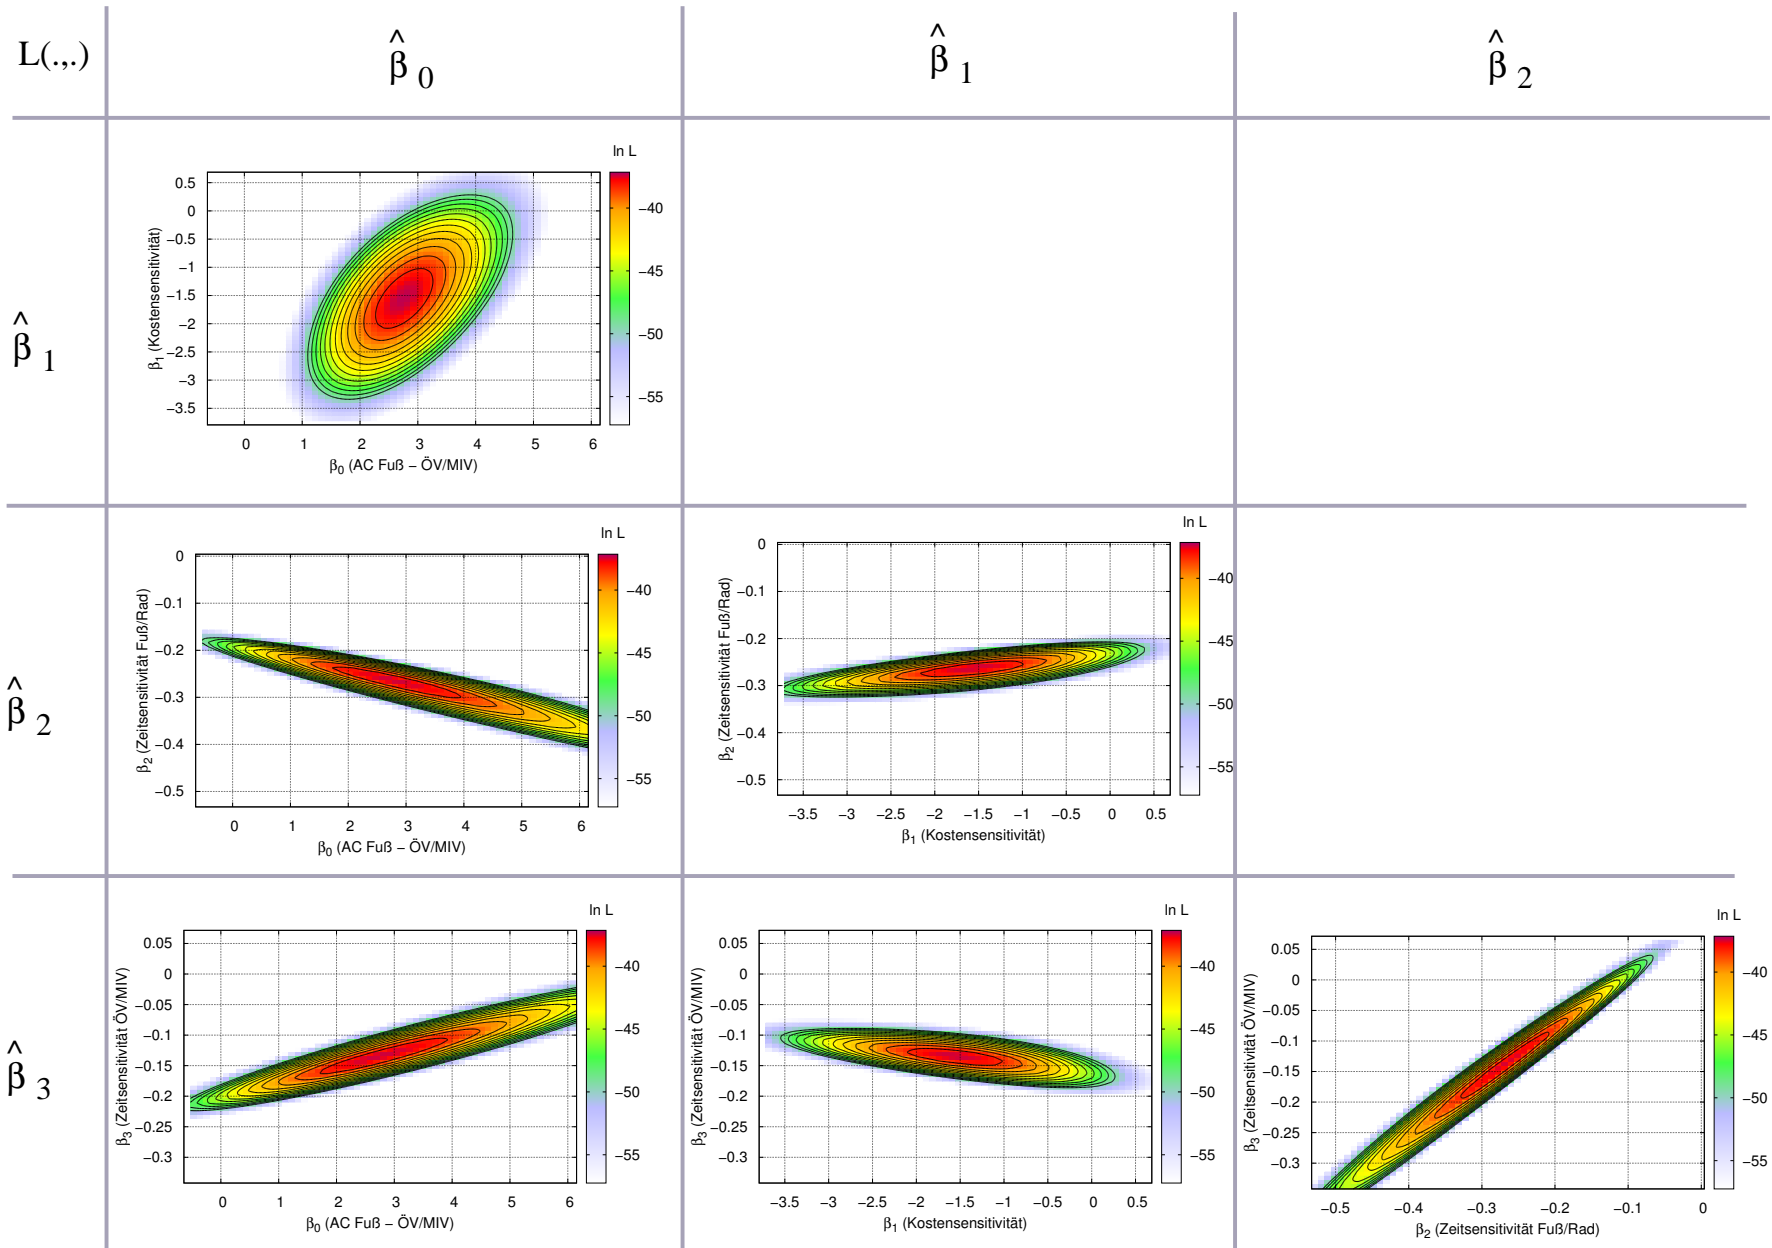 L(.,.)
β̂ 0
β̂ 1
β̂ 2
β̂ 1
ln L
0.5
0
−0.5
−1
−1.5
−2
−2.5
−3
−3.5
β1 (Kostensensitivität)
0 1 2 3 4 5 6
β0 (AC Fuß − ÖV/MIV)
−40
−45
−50
−55
β̂ 2
ln L
0
−0.1
−0.2
−0.3
−0.4
−0.5
β2 (Zeitsensitivität Fuß/Rad)
0 1 2 3 4 5 6
β0 (AC Fuß − ÖV/MIV)
−40
−45
−50
−55
ln L
0
−0.1
−0.2
−0.3
−0.4
−0.5
β2 (Zeitsensitivität Fuß/Rad)
−3.5 −3 −2.5 −2 −1.5 −1 −0.5 0 0.5
β1 (Kostensensitivität)
−40
−45
−50
−55
β̂ 3
ln L
0.05
0
−0.05
−0.1
−0.15
−0.2
−0.25
−0.3
β3 (Zeitsensitivität ÖV/MIV)
0 1 2 3 4 5 6
β0 (AC Fuß − ÖV/MIV)
−40
−45
−50
−55
ln L
0.05
0
−0.05
−0.1
−0.15
−0.2
−0.25
−0.3
β3 (Zeitsensitivität ÖV/MIV)
−3.5 −3 −2.5 −2 −1.5 −1 −0.5 0 0.5
β1 (Kostensensitivität)
−40
−45
−50
−55
ln L
0.05
0
−0.05
−0.1
−0.15
−0.2
−0.25
−0.3
β3 (Zeitsensitivität ÖV/MIV)
−0.5 −0.4 −0.3 −0.2 −0.1 0
β2 (Zeitsensitivität Fuß/Rad)
−40
−45
−50
−55